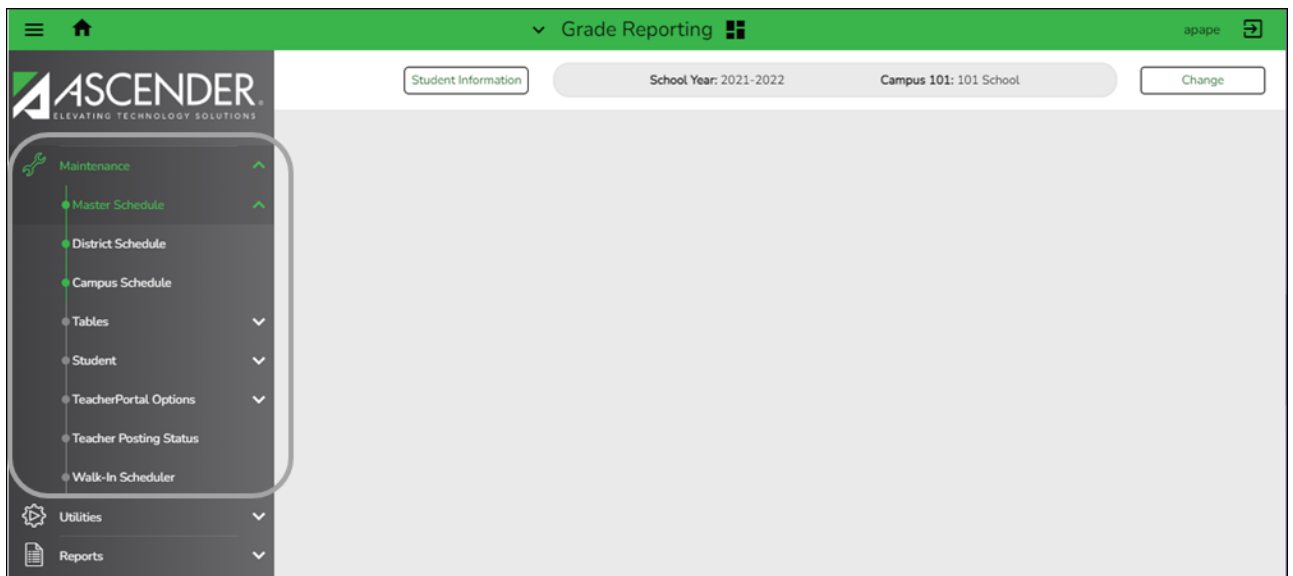 Grade Reporting
apape
ASCENDER.
ELEVATING TECHNOLOGY SOLUTIONS
Student Information
School Year: 2021-2022
Campus 101: 101 School
Change
Maintenance
Master Schedule
District Schedule
Campus Schedule
Tables
Student
TeacherPortal Options
Teacher Posting Status
Walk-In Scheduler
Utilities
Reports